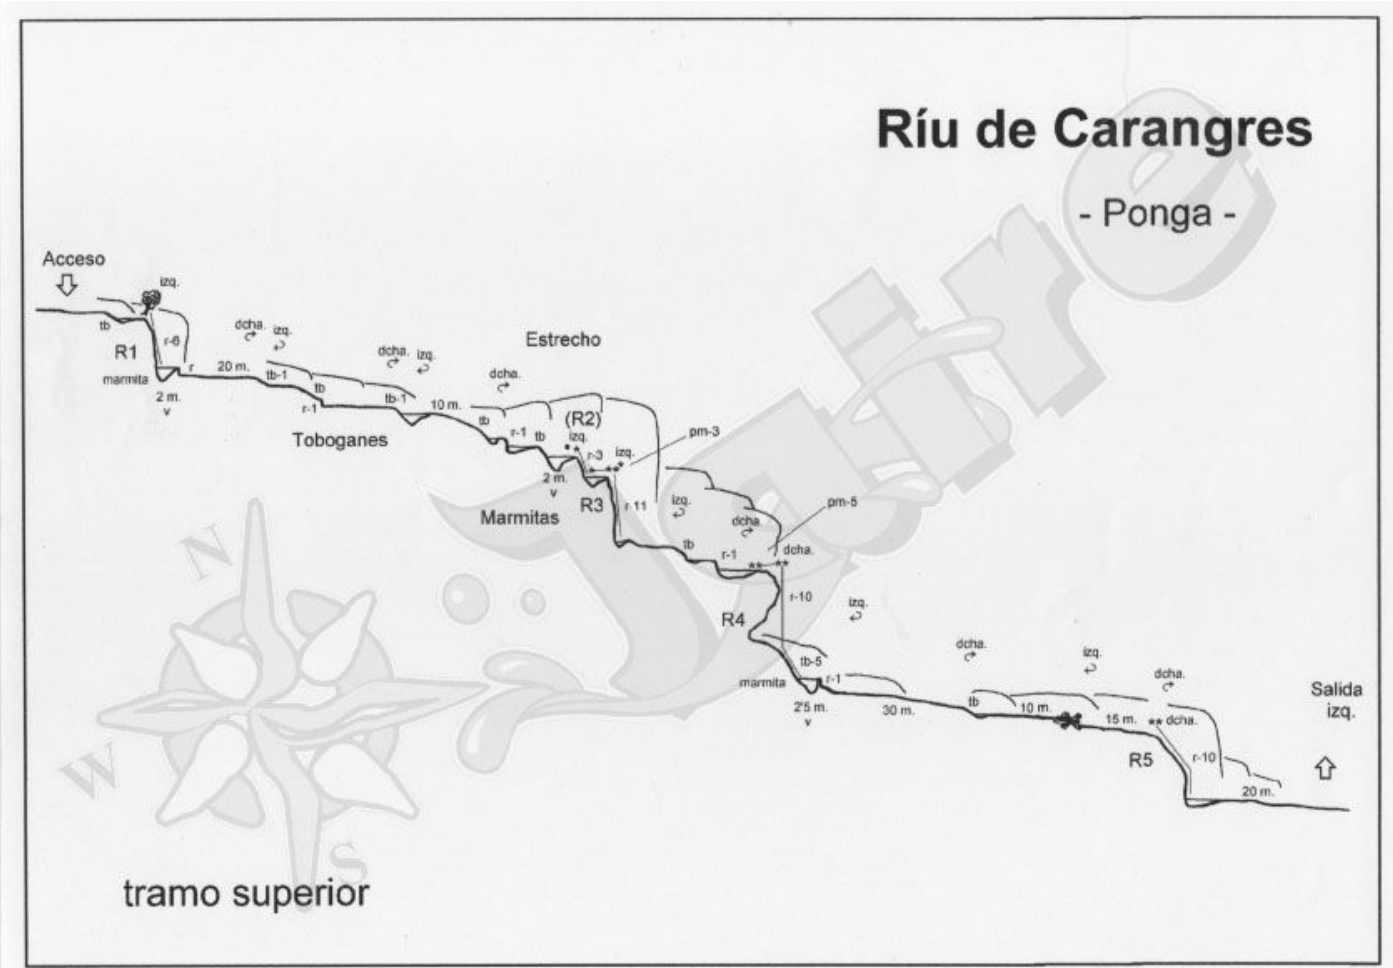 Ríu de Carangres
- Ponga -
Acceso
izq.
tb
R1
r-6
marmita
2 m.
v
r
20 m.
dcha.
izq.
tb-1
tb
r-1
Toboganes
dcha.
izq.
tb-1
10 m.
Estrecho
dcha.
tb
r-1
tb
(R2)
izq.
r-3
izq.
pm-3
2 m.
v
Marmitas
R3
r-11
izq.
tb
r-1
dcha.
pm-5
dcha.
r-10
R4
izq.
tb-5
marmita
r-1
2'5 m.
v
30 m.
dcha.
tb
10 m.
izq.
15 m.
dcha.
dcha.
R5
r-10
20 m.
Salida
izq.
N
W
S
tramo superior